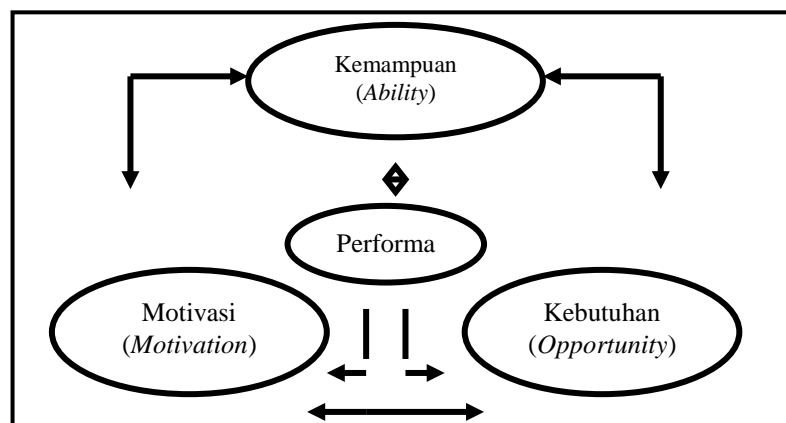 Kemampuan
(Ability)
Performa
Motivasi
(Motivation)
Kebutuhan
(Opportunity)